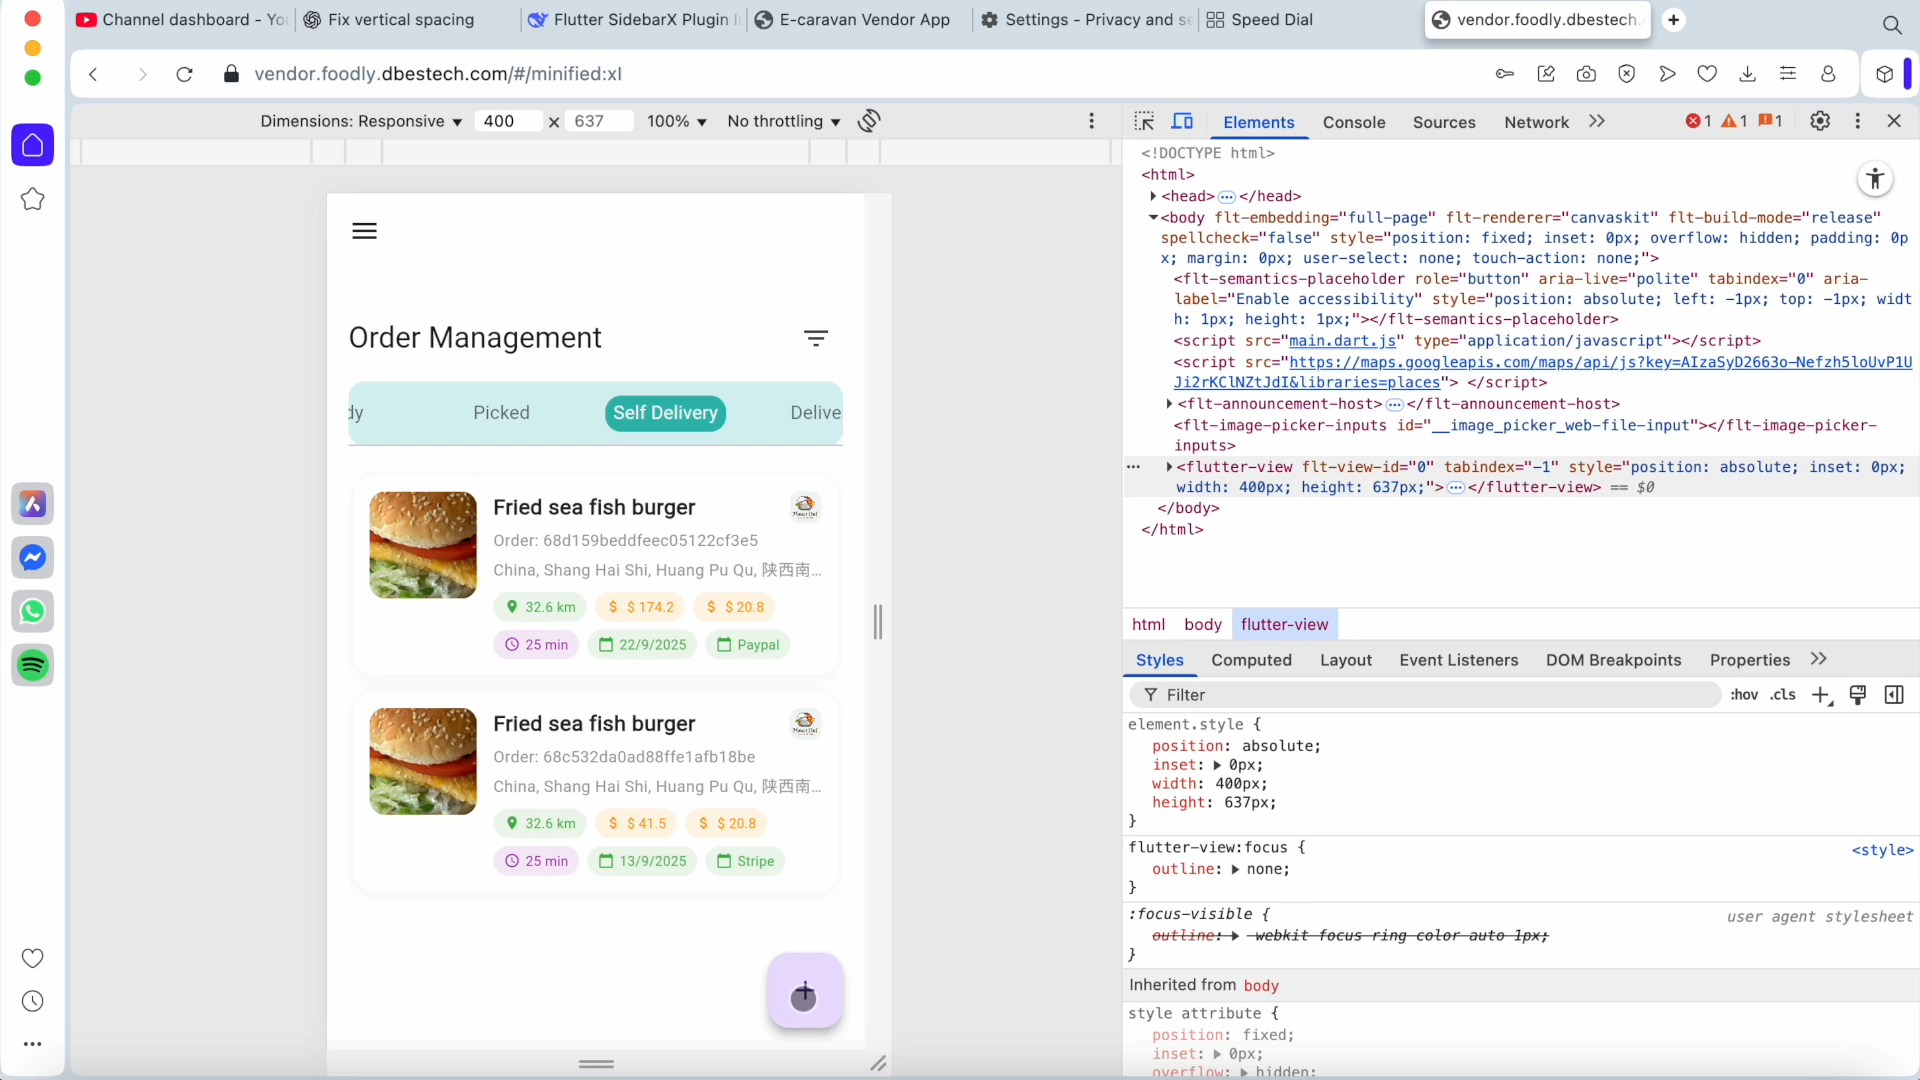 Channel dashboard - Yo
Fix vertical spacing
Flutter SidebarX Plugin I
E-caravan Vendor App
Settings - Privacy and se
Speed Dial
vendor.foodly.dbestech.
vendor.foodly.dbestech.com/#/minified:xI
Dimensions: Responsive 400 x 637 100% No throttling
Elements Console Sources Network 1 1 1
Order Management
dy Picked Self Delivery Delive
Fried sea fish burger
Order: 68d159beddfeec05122cf3e5
China, Shang Hai Shi, Huang Pu Qu, 陕西南...
32.6 km $ $ 174.2 $ $ 20.8
25 min 22/9/2025 Paypal
Fried sea fish burger
Order: 68c532da0ad88ffe1afb18be
China, Shang Hai Shi, Huang Pu Qu, 陕西南...
32.6 km $ $ 41.5 $ $ 20.8
25 min 13/9/2025 Stripe
<!DOCTYPE html>
<html>
<head> </head>
<body flt-embedding="full-page" flt-renderer="canvaskit" flt-build-mode="release"
spellcheck="false" style="position: fixed; inset: 0px; overflow: hidden; padding: 0p
x; margin: 0px; user-select: none; touch-action: none;">
<flt-semantics-placeholder role="button" aria-live="polite" tabindex="0" aria-
label="Enable accessibility" style="position: absolute; left: -1px; top: -1px; widt
h: 1px; height: 1px;"></flt-semantics-placeholder>
<script src="main.dart.js" type="application/javascript"></script>
<script src="https://maps.googleapis.com/maps/api/js?key=AIzaSyD2663o-Nefzh5loUvP1U
Ji2rKClNZtJdI&libraries=places"> </script>
<flt-announcement-host> </flt-announcement-host>
<flt-image-picker-inputs id="__image_picker_web-file-input"></flt-image-picker-
inputs>
<flutter-view flt-view-id="0" tabindex="-1" style="position: absolute; inset: 0px;
width: 400px; height: 637px;"> </flutter-view> == $0
</body>
</html>
html body flutter-view
Styles Computed Layout Event Listeners DOM Breakpoints Properties
Filter :hov .cls
element.style {
position: absolute;
inset: 0px;
width: 400px;
height: 637px;
}
flutter-view:focus { <style>
outline: none;
}
:focus-visible { user agent stylesheet
outline: -webkit-focus-ring-color auto 1px;
}
Inherited from body
style attribute {
position: fixed;
inset: 0px;
overflow: hidden;